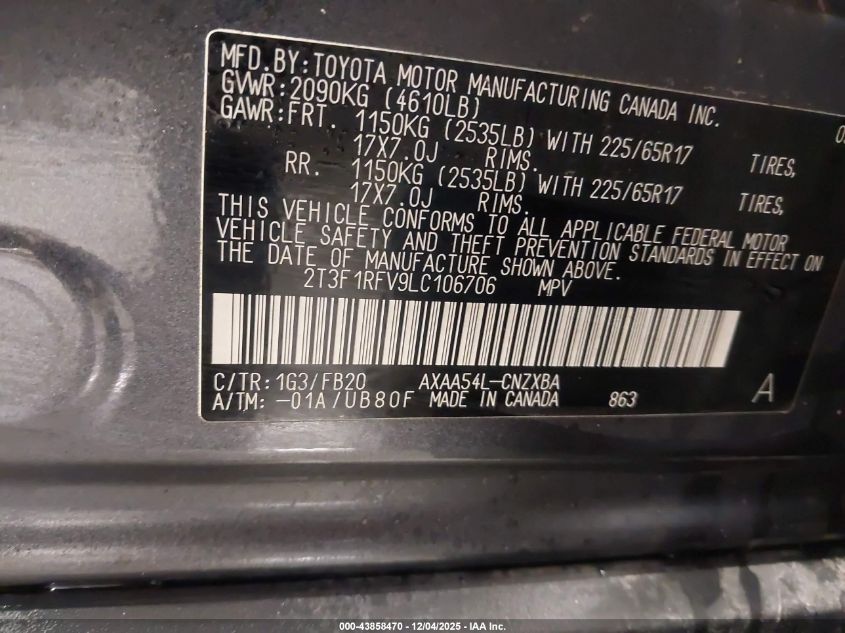 MFD.BY:TOYOTA MOTOR MANUFACTURING CANADA INC.
GVWR:2090KG (4610LB)
GAWR:FRT. 1150KG (2535LB) WITH 225/65R17 TIRES,
17X7.0J RIMS.
RR. 1150KG (2535LB) WITH 225/65R17 TIRES,
17X7.0J RIMS.
THIS VEHICLE CONFORMS TO ALL APPLICABLE FEDERAL MOTOR
VEHICLE SAFETY AND THEFT PREVENTION STANDARDS IN EFFECT ON
THE DATE OF MANUFACTURE SHOWN ABOVE.
2T3F1RFV9LC106706 MPV
C/TR:1G3/FB20 AXAA54L-CNZXBA
A/TM:-01A/UB80F MADE IN CANADA 863 A
000-43858470 - 12/04/2025 - IAA Inc.